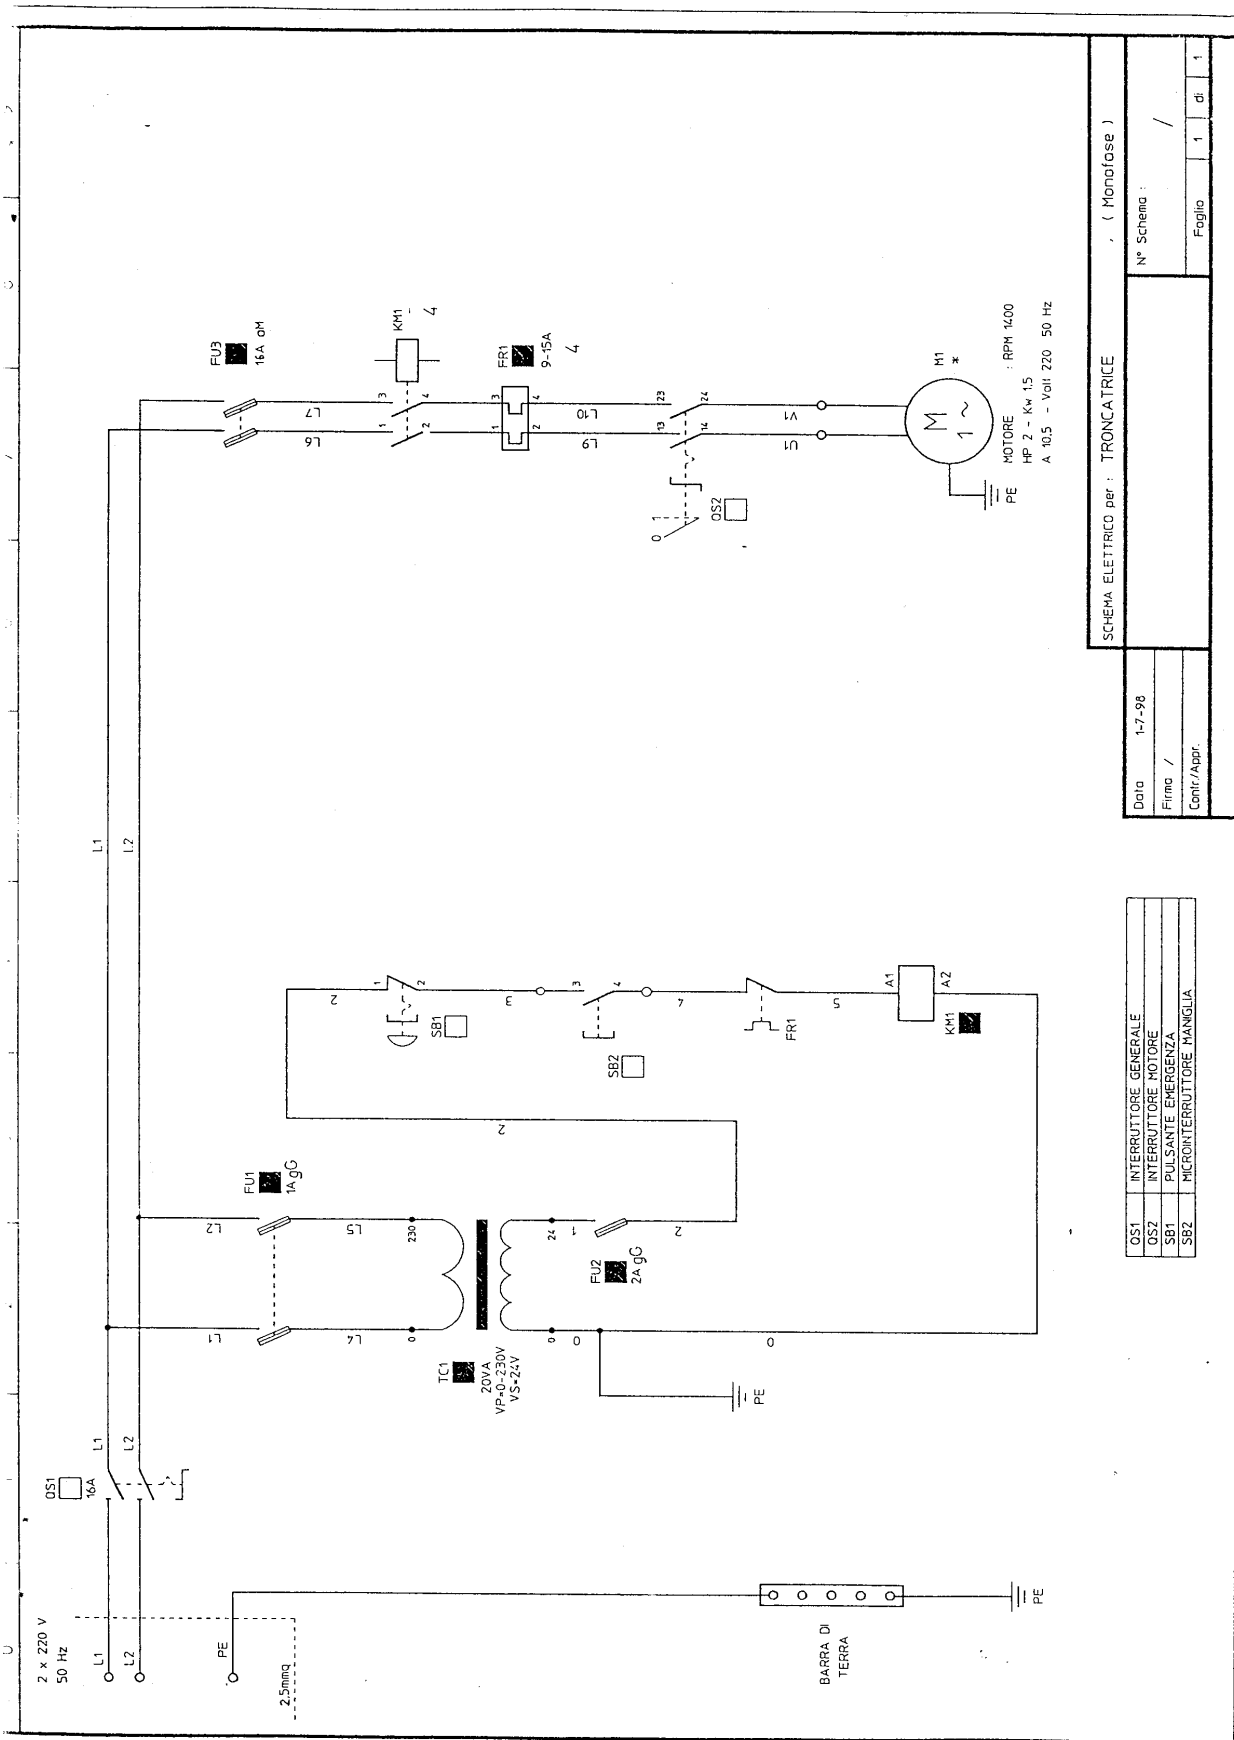 2 x 220 V
50 Hz
L1
L2
PE
2,5mmq
QS1
16A
L1
L2
BARRA DI
TERRA
PE
L1
L2
FU1
1A gG
L4
L5
0
230
TC1
20VA
VP=0-230V
VS=24V
0
24
0
1
FU2
2A gG
2
PE
0
2
2
1
2
SB1
3
3
4
SB2
4
FR1
5
A1
A2
KM1
L1
L2
FU3
16A aM
L6
L7
1
3
2
4
KM1
4
1
3
2
4
FR1
9-15A
4
L9
L10
13
23
14
24
0 1
QS2
U1
V1
M
1 ~
M1
*
PE
MOTORE : RPM 1400
HP 2 - Kw 1.5
A 10,5 - Volt 220 50 Hz
QS1 INTERRUTTORE GENERALE
QS2 INTERRUTTORE MOTORE
SB1 PULSANTE EMERGENZA
SB2 MICROINTERRUTTORE MANIGLIA
SCHEMA ELETTRICO per : TRONCATRICE , ( Monofase )
Data 1-7-98
Firma /
Contr./Appr.
N° Schema :
/
Foglio 1 di 1